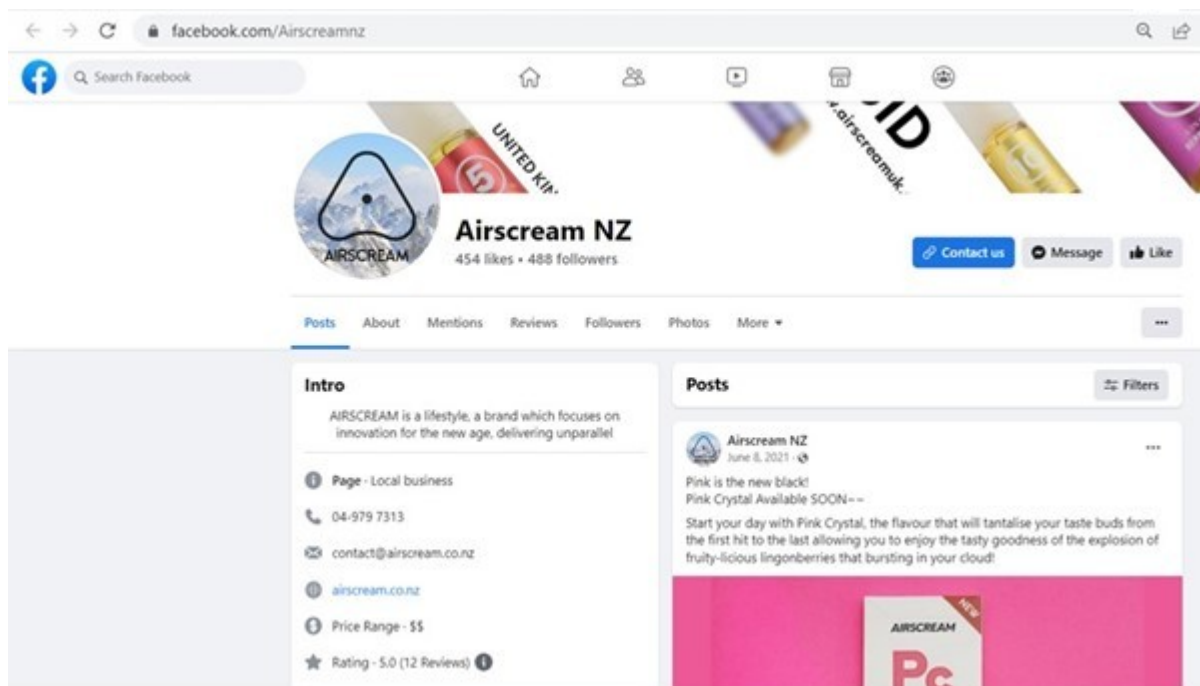 facebook.com/Airscreamnz
Search Facebook
UNITED KIN
www.airscreamuk.
ID
5
19
AIRSCREAM
Airscream NZ
454 likes • 488 followers
Contact us
Message
Like
Posts
About
Mentions
Reviews
Followers
Photos
More
Intro
AIRSCREAM is a lifestyle, a brand which focuses on
innovation for the new age, delivering unparallel
Page · Local business
04-979 7313
contact@airscream.co.nz
airscream.co.nz
Price Range · $$
Rating · 5.0 (12 Reviews)
Posts
Filters
Airscream NZ
June 8, 2021 ·
Pink is the new black!
Pink Crystal Available SOON~~
Start your day with Pink Crystal, the flavour that will tantalise your taste buds from
the first hit to the last allowing you to enjoy the tasty goodness of the explosion of
fruity-licious lingonberries that bursting in your cloud!
NEW
AIRSCREAM
Pc